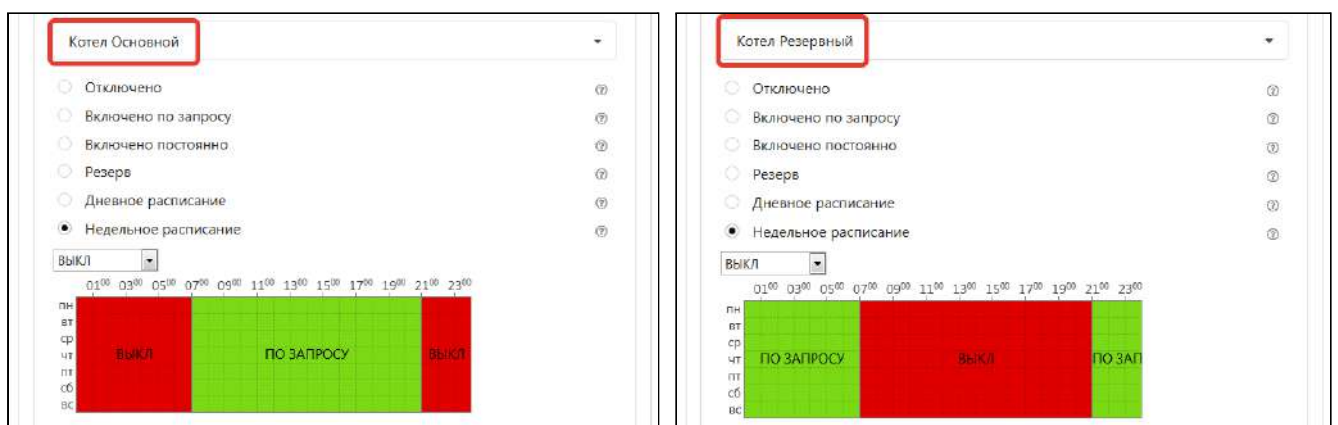 Котел Основной
Отключено
Включено по запросу
Включено постоянно
Резерв
Дневное расписание
Недельное расписание
ВЫКЛ
01⁰⁰ 03⁰⁰ 05⁰⁰ 07⁰⁰ 09⁰⁰ 11⁰⁰ 13⁰⁰ 15⁰⁰ 17⁰⁰ 19⁰⁰ 21⁰⁰ 23⁰⁰
пн
вт
ср
чт ВЫКЛ ПО ЗАПРОСУ ВЫКЛ
пт
сб
вс
Котел Резервный
Отключено
Включено по запросу
Включено постоянно
Резерв
Дневное расписание
Недельное расписание
ВЫКЛ
01⁰⁰ 03⁰⁰ 05⁰⁰ 07⁰⁰ 09⁰⁰ 11⁰⁰ 13⁰⁰ 15⁰⁰ 17⁰⁰ 19⁰⁰ 21⁰⁰ 23⁰⁰
пн
вт
ср
чт ПО ЗАПРОСУ ВЫКЛ ПО ЗАП
пт
сб
вс